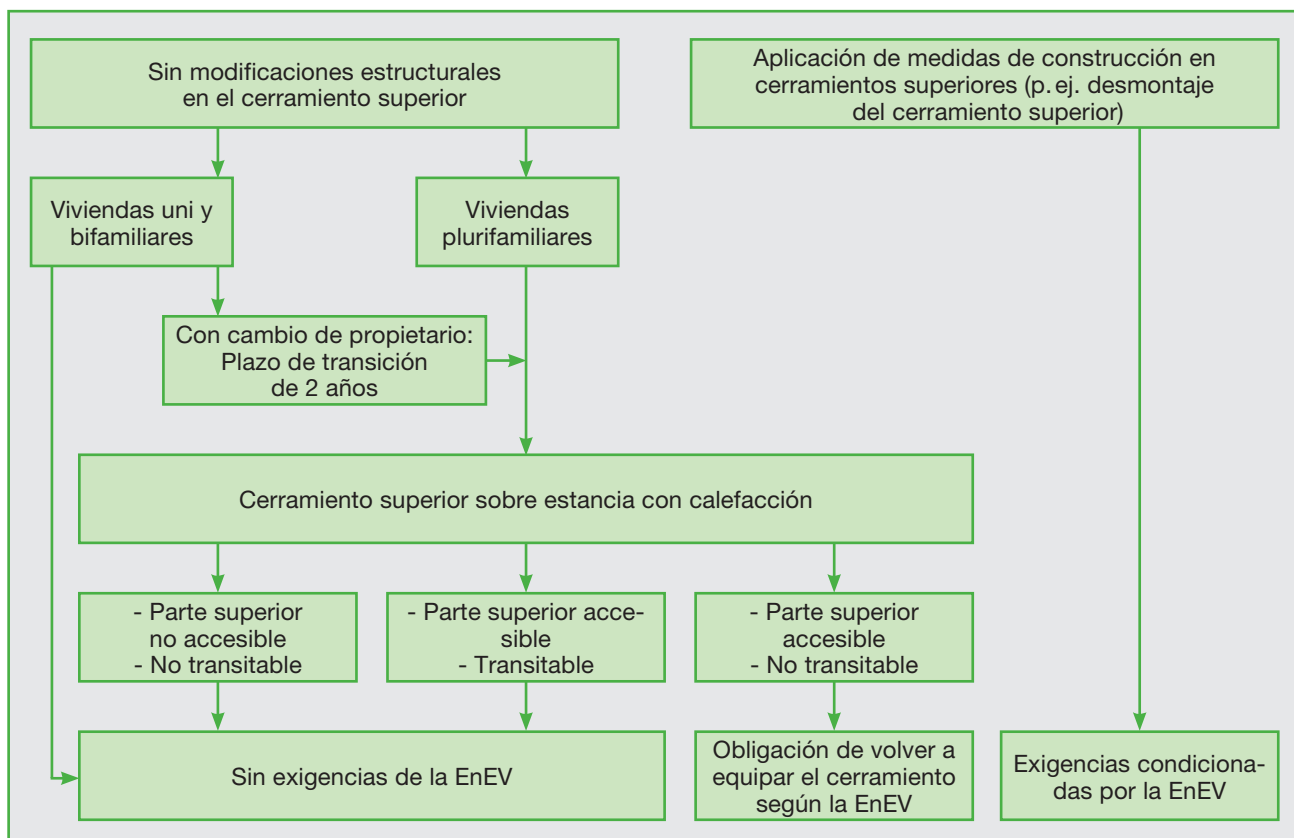 Sin modificaciones estructurales
en el cerramiento superior
Aplicación de medidas de construcción en
cerramientos superiores (p. ej. desmontaje
del cerramiento superior)
Viviendas uni y
bifamiliares
Viviendas
plurifamiliares
Con cambio de propietario:
Plazo de transición
de 2 años
Cerramiento superior sobre estancia con calefacción
- Parte superior
no accesible
- No transitable
- Parte superior acce-
sible
- Transitable
- Parte superior
accesible
- No transitable
Sin exigencias de la EnEV
Obligación de volver a
equipar el cerramiento
según la EnEV
Exigencias condiciona-
das por la EnEV